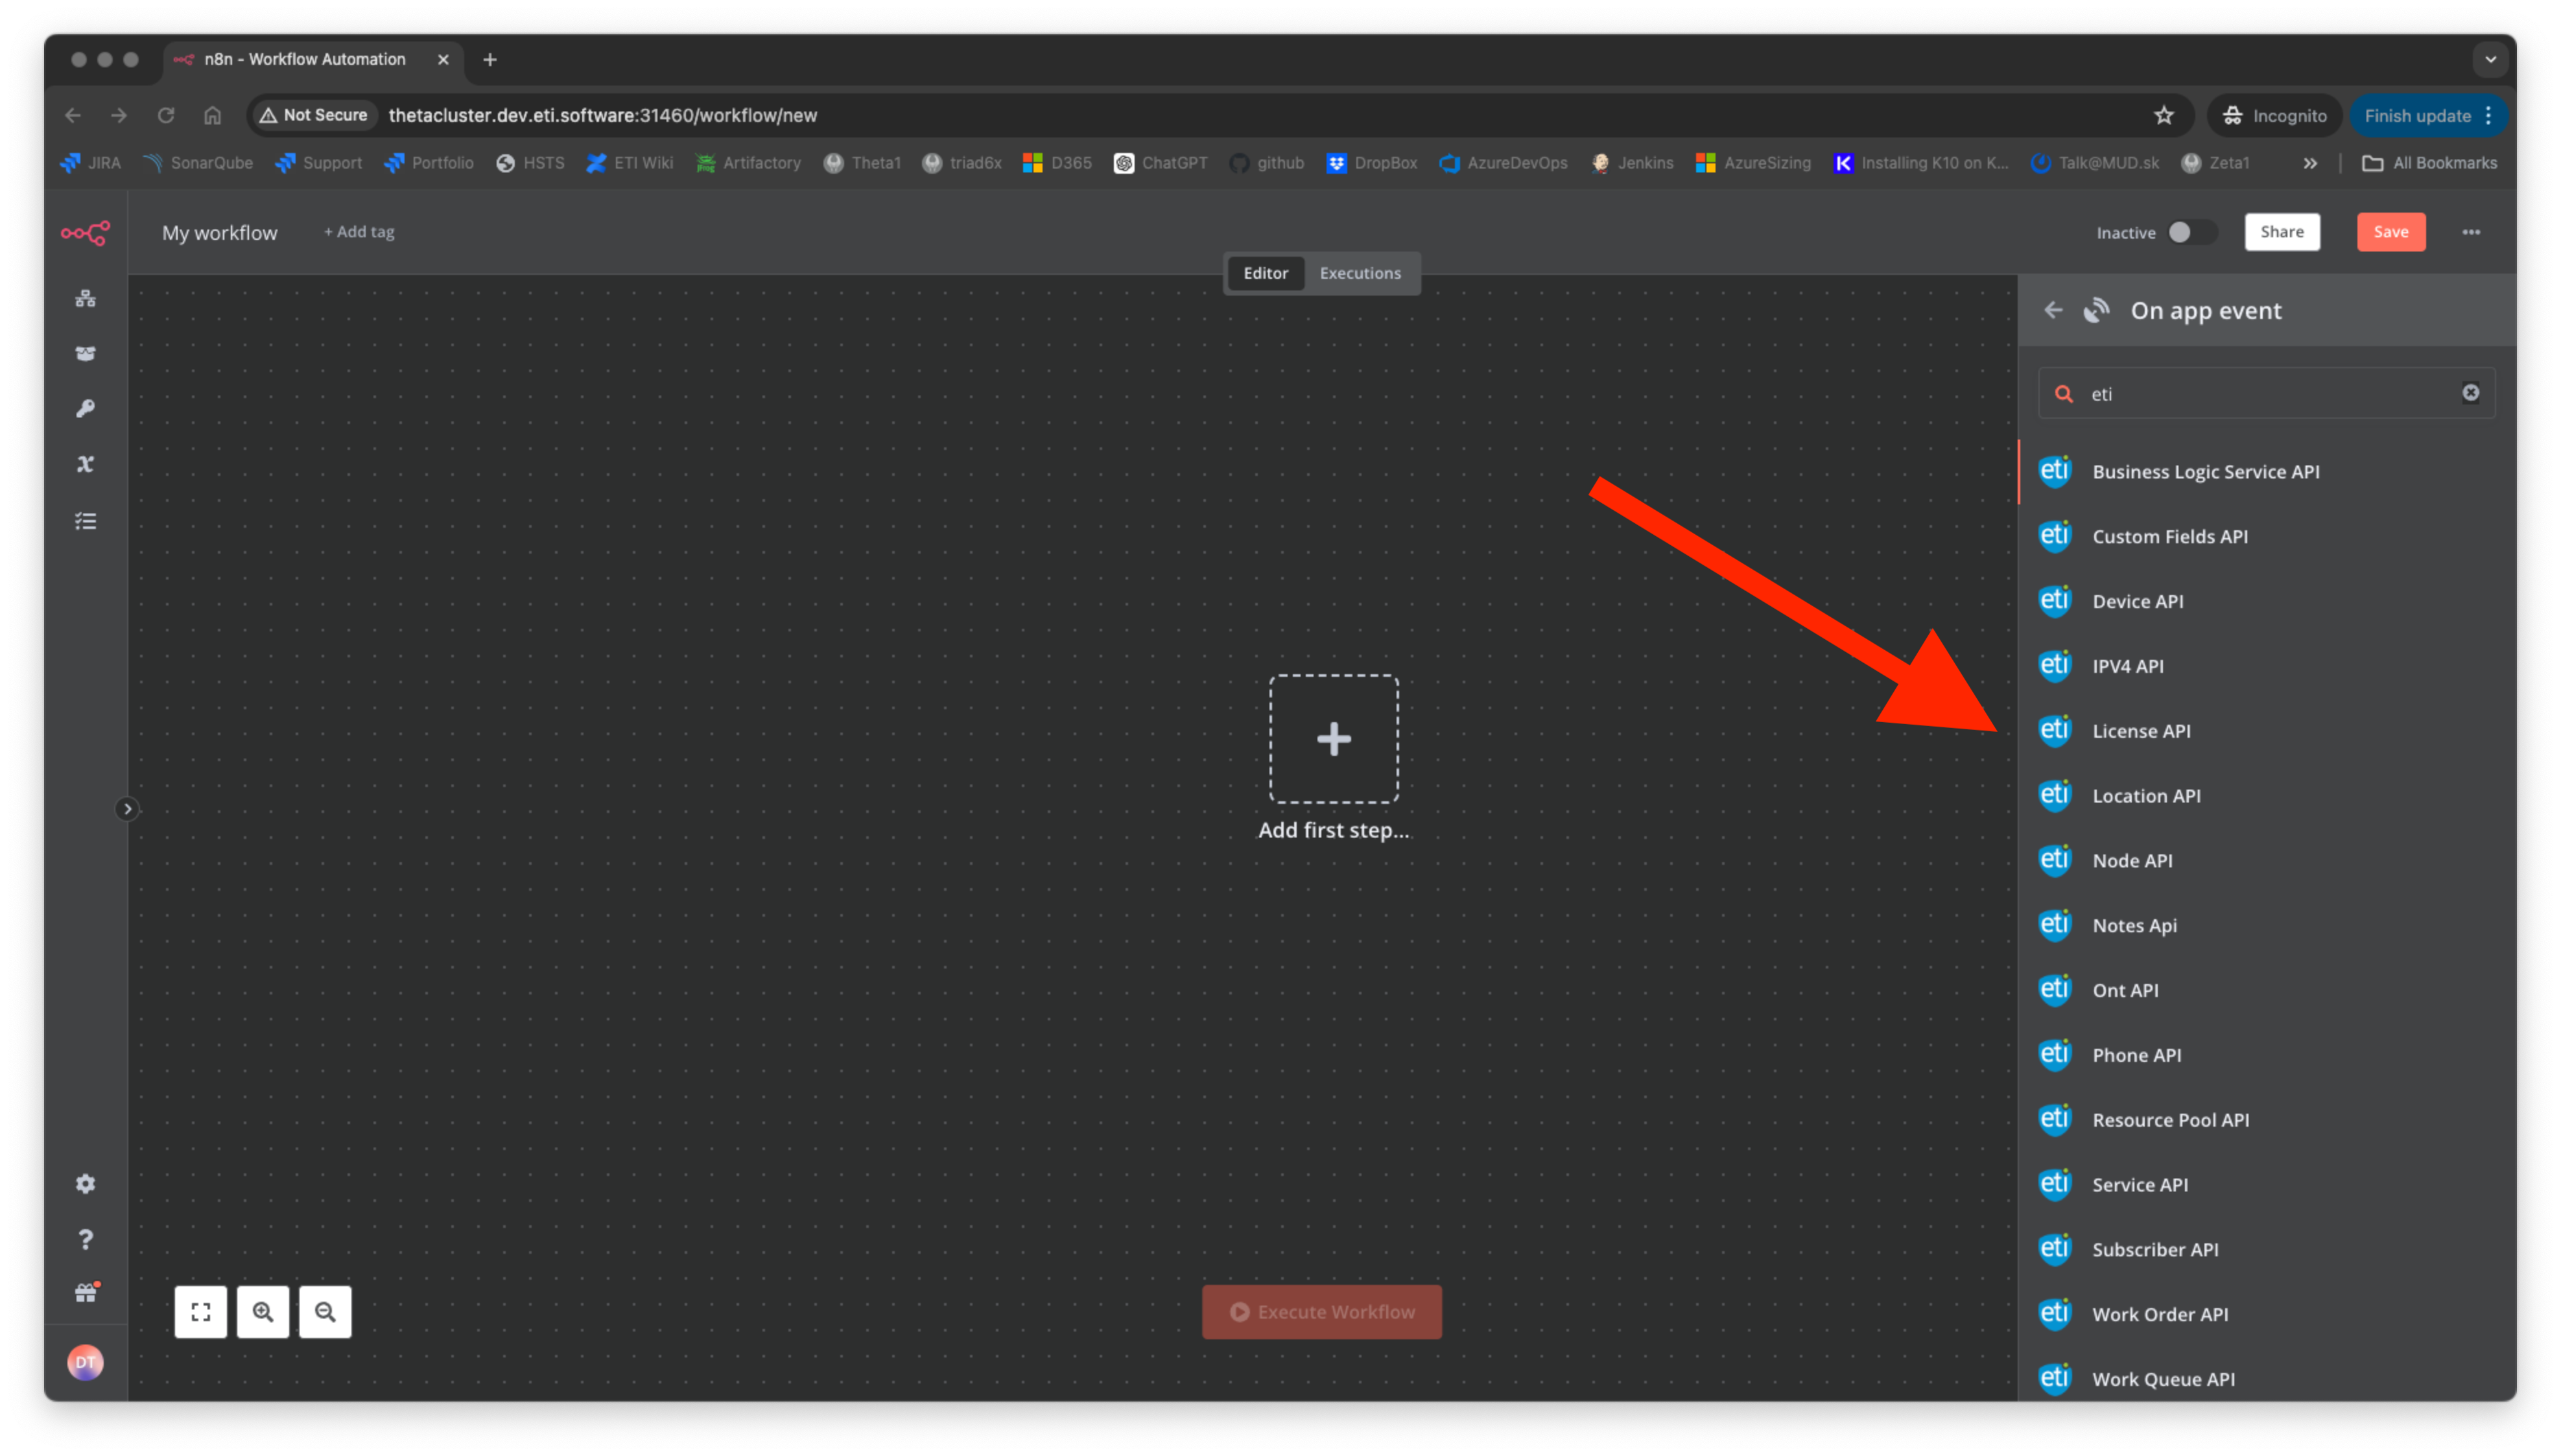 n8n - Workflow Automation
Not Secure thetacluster.dev.eti.software:31460/workflow/new Incognito Finish update
JIRA SonarQube Support Portfolio HSTS ETI Wiki Artifactory Theta1 triad6x D365 ChatGPT github DropBox AzureDevOps Jenkins AzureSizing Installing K10 on K... Talk@MUD.sk Zeta1 All Bookmarks
My workflow + Add tag Inactive Share Save
Editor Executions
On app event
eti
eti Business Logic Service API
eti Custom Fields API
eti Device API
eti IPV4 API
eti License API
eti Location API
eti Node API
eti Notes Api
eti Ont API
eti Phone API
eti Resource Pool API
eti Service API
eti Subscriber API
eti Work Order API
eti Work Queue API
Add first step...
Execute Workflow
DT